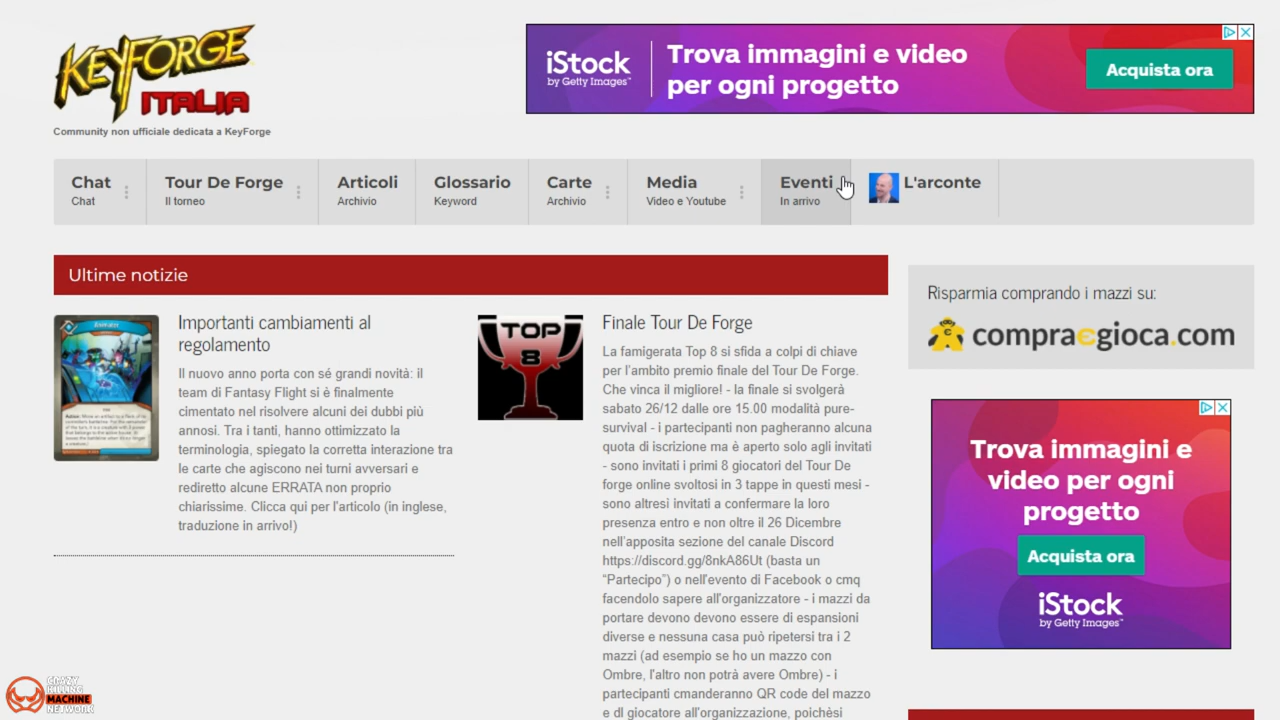 KEYFORGE
ITALIA
Community non ufficiale dedicata a KeyForge
iStock
by Getty Images™
Trova immagini e video
per ogni progetto
Acquista ora
Chat
Chat
Tour De Forge
Il torneo
Articoli
Archivio
Glossario
Keyword
Carte
Archivio
Media
Video e Youtube
Eventi
In arrivo
L'arconte
Ultime notizie
Importanti cambiamenti al
regolamento
Il nuovo anno porta con sé grandi novità: il
team di Fantasy Flight si è finalmente
cimentato nel risolvere alcuni dei dubbi più
annosi. Tra i tanti, hanno ottimizzato la
terminologia, spiegato la corretta interazione tra
le carte che agiscono nei turni avversari e
rediretto alcune ERRATA non proprio
chiarissime. Clicca qui per l'articolo (in inglese,
traduzione in arrivo!)
TOP
8
Finale Tour De Forge
La famigerata Top 8 si sfida a colpi di chiave
per l'ambito premio finale del Tour De Forge.
Che vinca il migliore! - la finale si svolgerà
sabato 26/12 dalle ore 15.00 modalità pure-
survival - i partecipanti non pagheranno alcuna
quota di iscrizione ma è aperto solo agli invitati
- sono invitati i primi 8 giocatori del Tour De
forge online svoltosi in 3 tappe in questi mesi -
sono altresi invitati a confermare la loro
presenza entro e non oltre il 26 Dicembre
nell'apposita sezione del canale Discord
https://discord.gg/8nkA86Ut (basta un
“Partecipo”) o nell'evento di Facebook o cmq
facendolo sapere all'organizzatore - i mazzi da
portare devono devono essere di espansioni
diverse e nessuna casa può ripetersi tra i 2
mazzi (ad esempio se ho un mazzo con
Ombre, l'altro non potrà avere Ombre) - i
partecipanti cmanderanno QR code del mazzo
e dI giocatore all'organizzazione, poichèsi
Risparmia comprando i mazzi su:
compraegioca.com
Trova immagini e
video per ogni
progetto
Acquista ora
iStock
by Getty Images™
CRAZY
KILLING
MACHINE
NETWORK